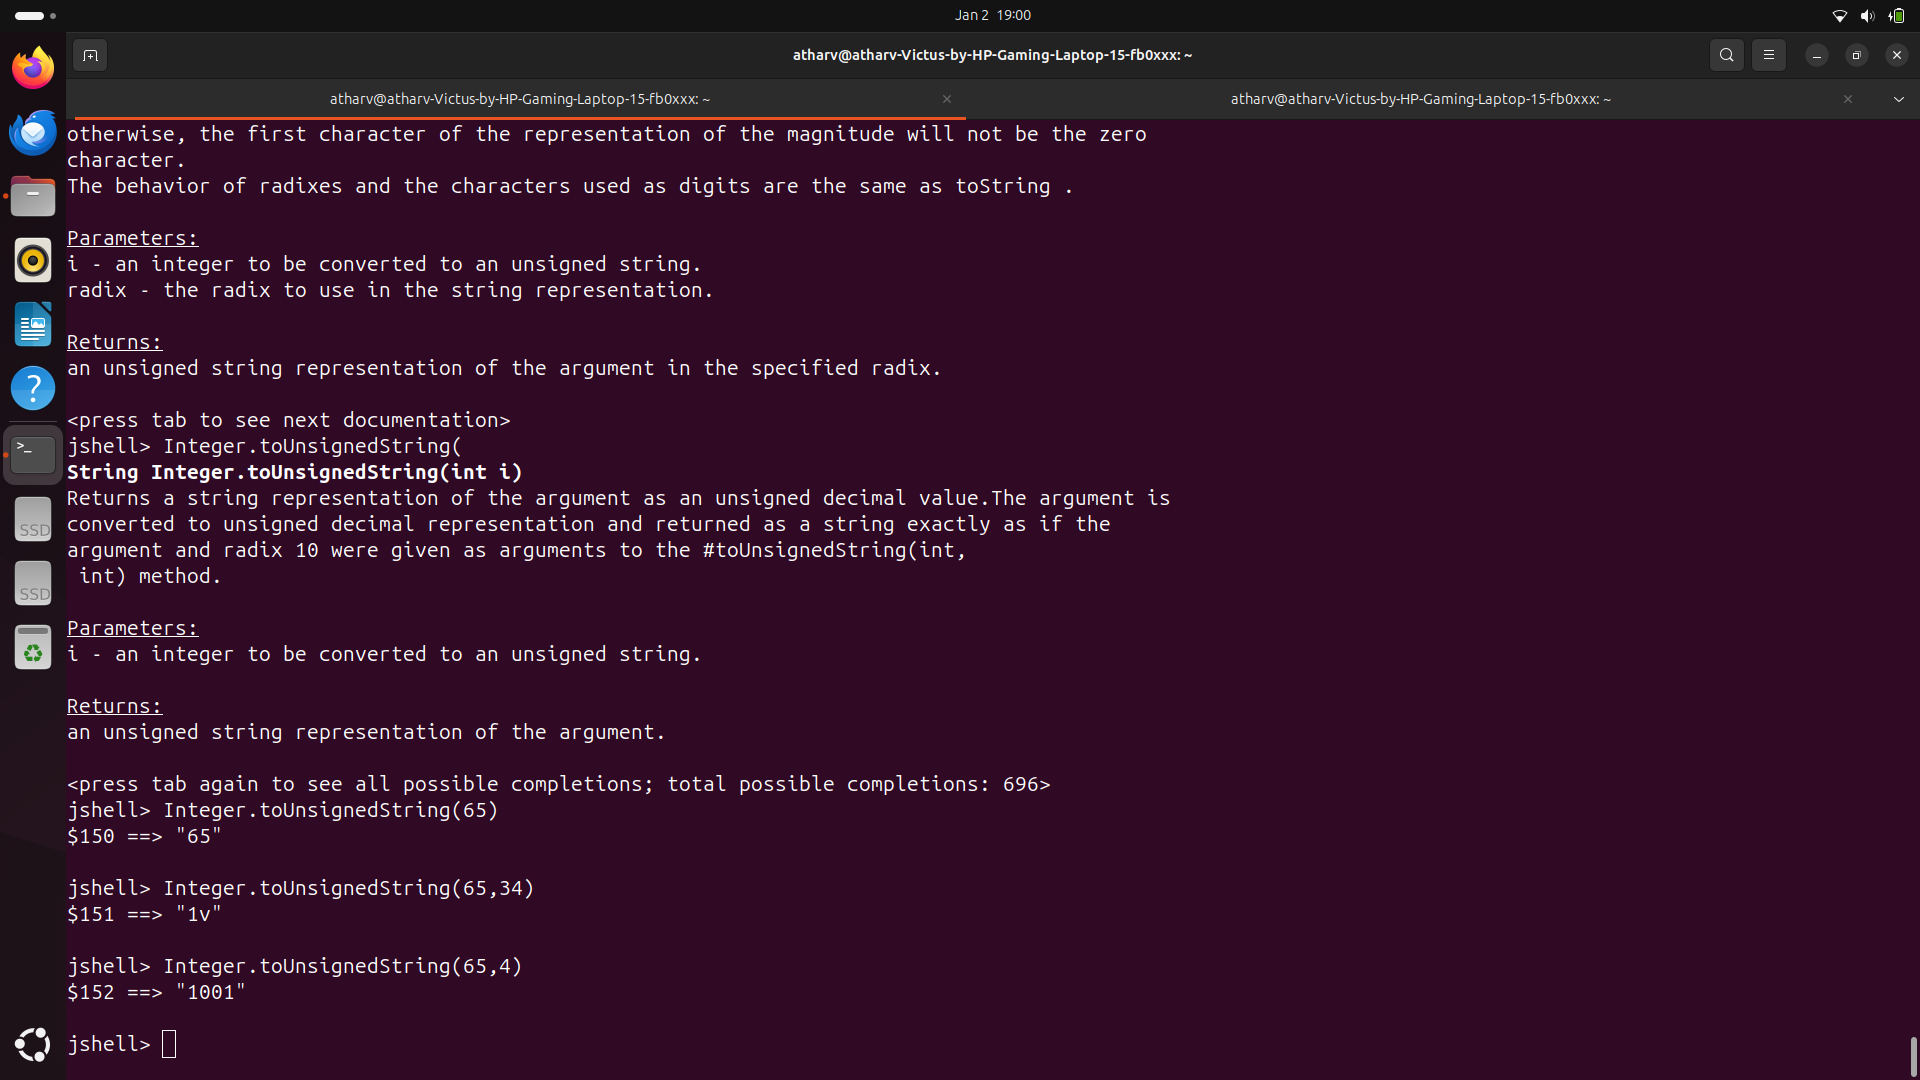 Jan 2 19:00
atharv@atharv-Victus-by-HP-Gaming-Laptop-15-fb0xxx: ~
atharv@atharv-Victus-by-HP-Gaming-Laptop-15-fb0xxx: ~
atharv@atharv-Victus-by-HP-Gaming-Laptop-15-fb0xxx: ~
otherwise, the first character of the representation of the magnitude will not be the zero
character.
The behavior of radixes and the characters used as digits are the same as toString .
Parameters:
i - an integer to be converted to an unsigned string.
radix - the radix to use in the string representation.
Returns:
an unsigned string representation of the argument in the specified radix.
<press tab to see next documentation>
jshell> Integer.toUnsignedString(
String Integer.toUnsignedString(int i)
Returns a string representation of the argument as an unsigned decimal value.The argument is
converted to unsigned decimal representation and returned as a string exactly as if the
argument and radix 10 were given as arguments to the #toUnsignedString(int,
 int) method.
Parameters:
i - an integer to be converted to an unsigned string.
Returns:
an unsigned string representation of the argument.
<press tab again to see all possible completions; total possible completions: 696>
jshell> Integer.toUnsignedString(65)
$150 ==> "65"
jshell> Integer.toUnsignedString(65,34)
$151 ==> "1v"
jshell> Integer.toUnsignedString(65,4)
$152 ==> "1001"
jshell>
?
>_
SSD
SSD